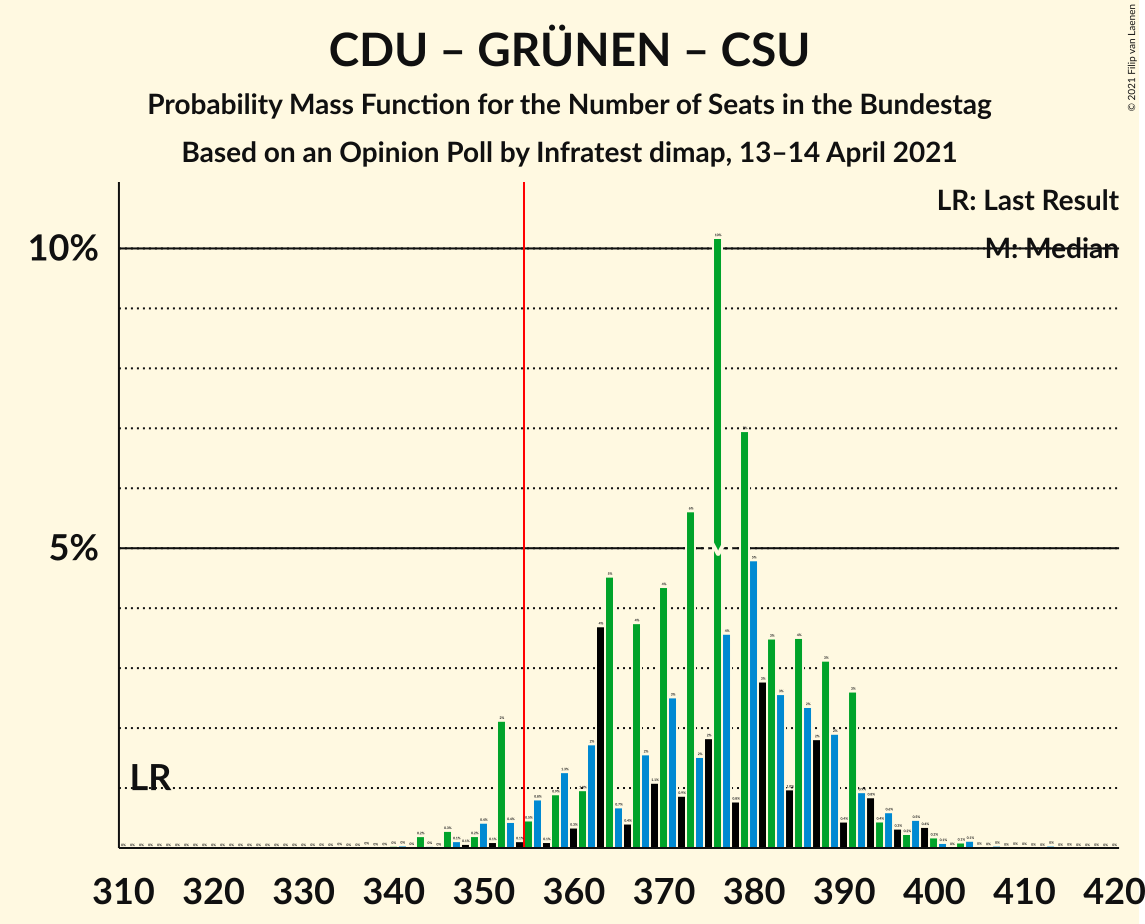 CDU – GRÜNEN – CSU
Probability Mass Function for the Number of Seats in the Bundestag
Based on an Opinion Poll by Infratest dimap, 13–14 April 2021
© 2021 Filip van Laenen
LR: Last Result
M: Median
10%
5%
LR
M
310 320 330 340 350 360 370 380 390 400 410 420